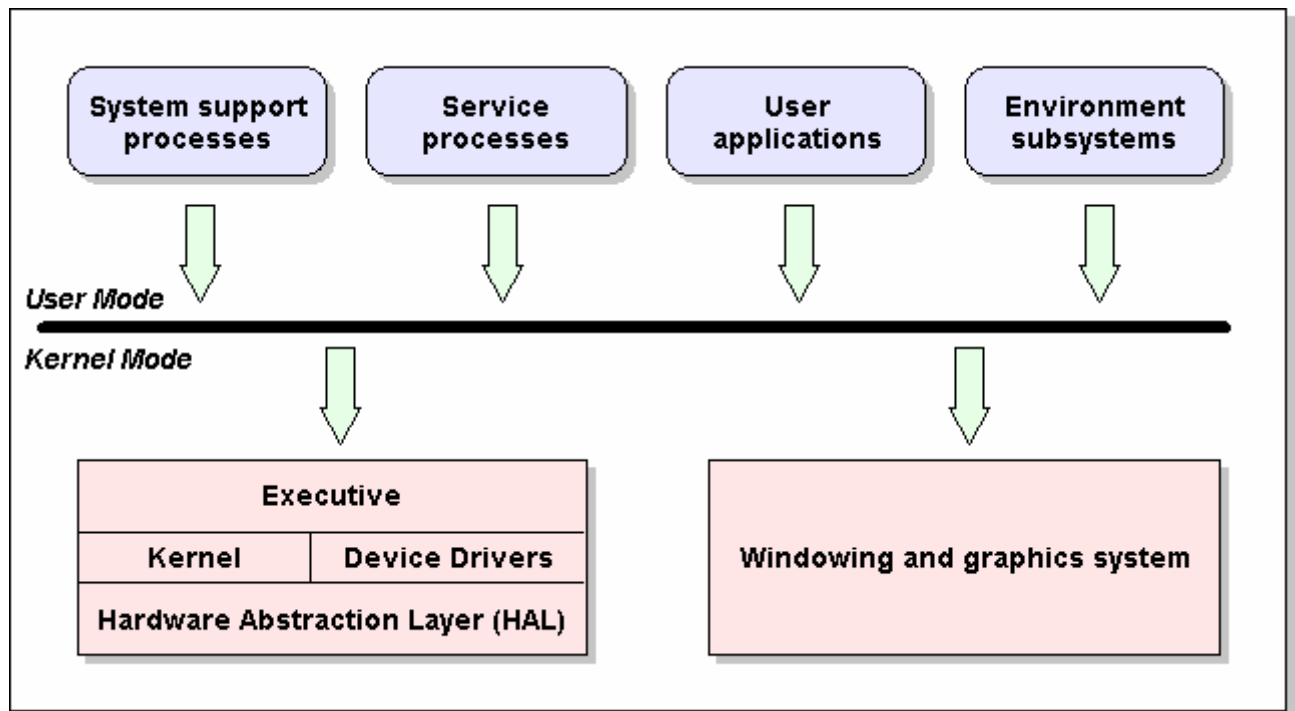 System support
processes
Service
processes
User
applications
Environment
subsystems
User Mode
Kernel Mode
Executive
Kernel
Device Drivers
Hardware Abstraction Layer (HAL)
Windowing and graphics system